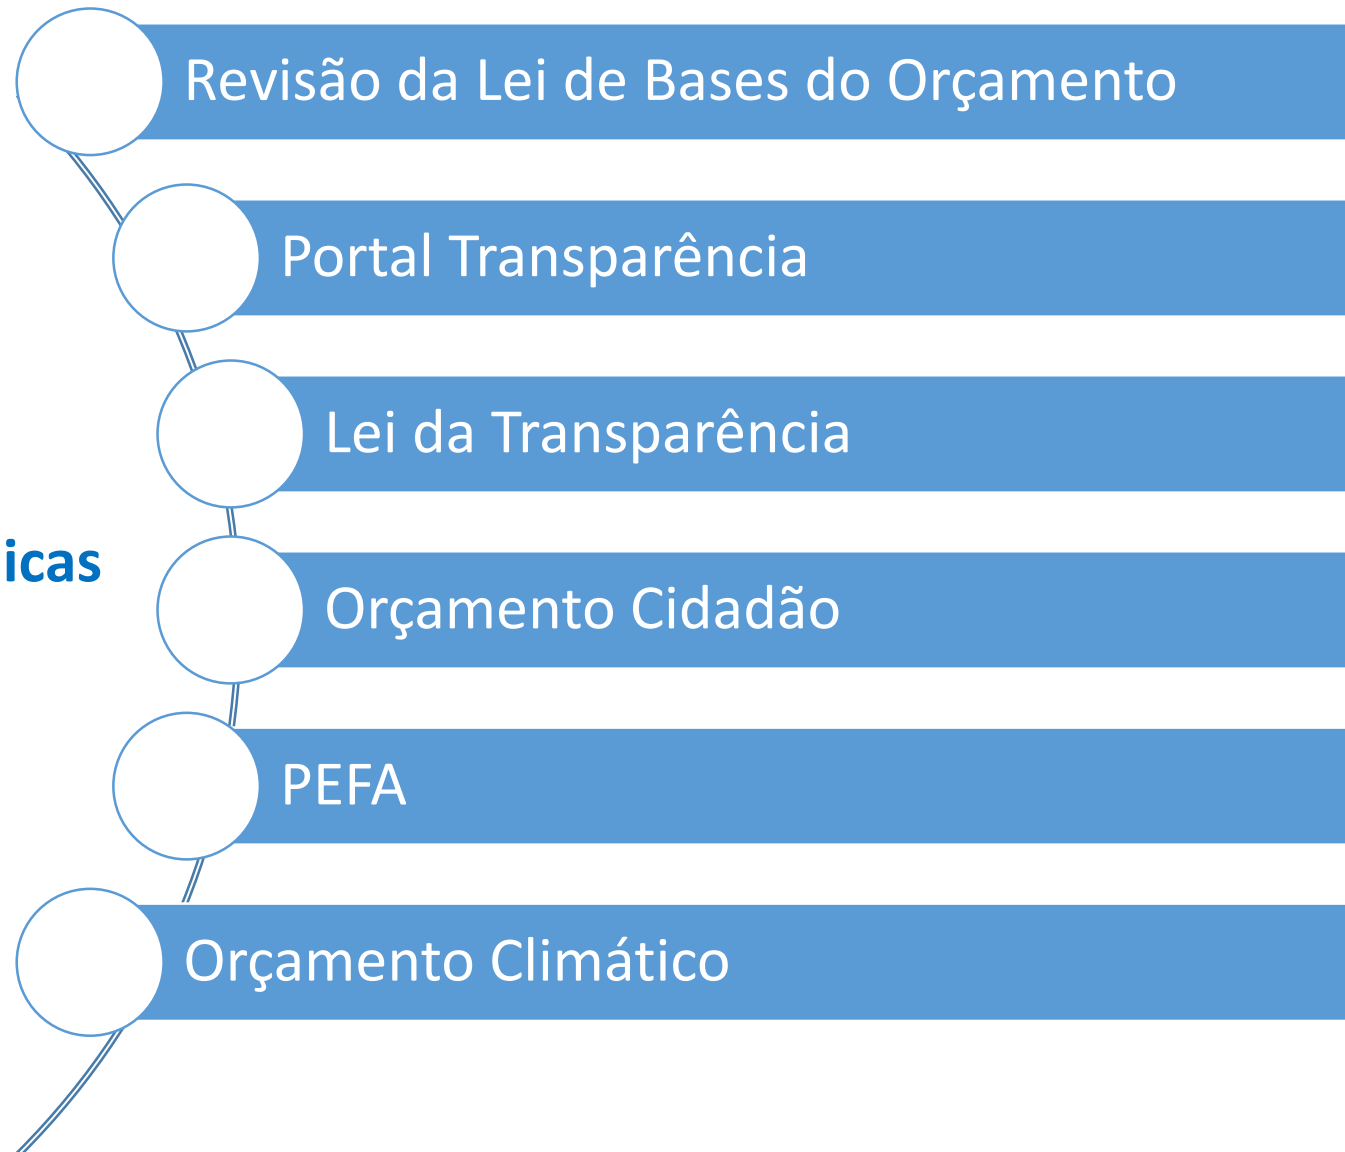 Revisão da Lei de Bases do Orçamento
Portal Transparência
Lei da Transparência
icas
Orçamento Cidadão
PEFA
Orçamento Climático